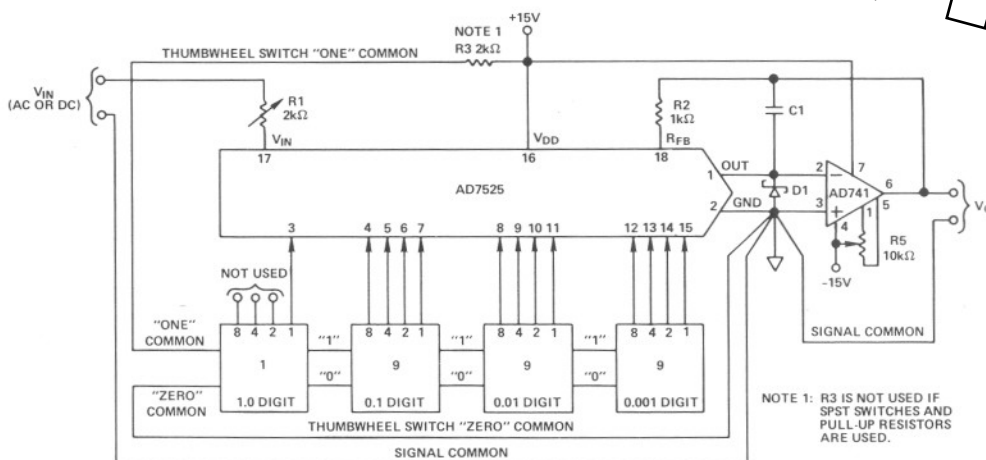 +15V
NOTE 1
R3 2kΩ
THUMBWHEEL SWITCH "ONE" COMMON
VIN
(AC OR DC)
R1
2kΩ
R2
1kΩ
C1
VIN
VDD
RFB
17
16
18
AD7525
1 OUT
2 GND
D1
2
3
7
AD741
6
5
1
4
R5
10kΩ
-15V
3
4 5 6 7
8 9 10 11
12 13 14 15
NOT USED
SIGNAL COMMON
8 4 2 1
8 4 2 1
8 4 2 1
8 4 2 1
"ONE"
COMMON
1
"1"
9
"1"
9
"1"
9
"0"
"0"
"0"
"ZERO"
COMMON
1.0 DIGIT
0.1 DIGIT
0.01 DIGIT
0.001 DIGIT
THUMBWHEEL SWITCH "ZERO" COMMON
SIGNAL COMMON
NOTE 1: R3 IS NOT USED IF
SPST SWITCHES AND
PULL-UP RESISTORS
ARE USED.